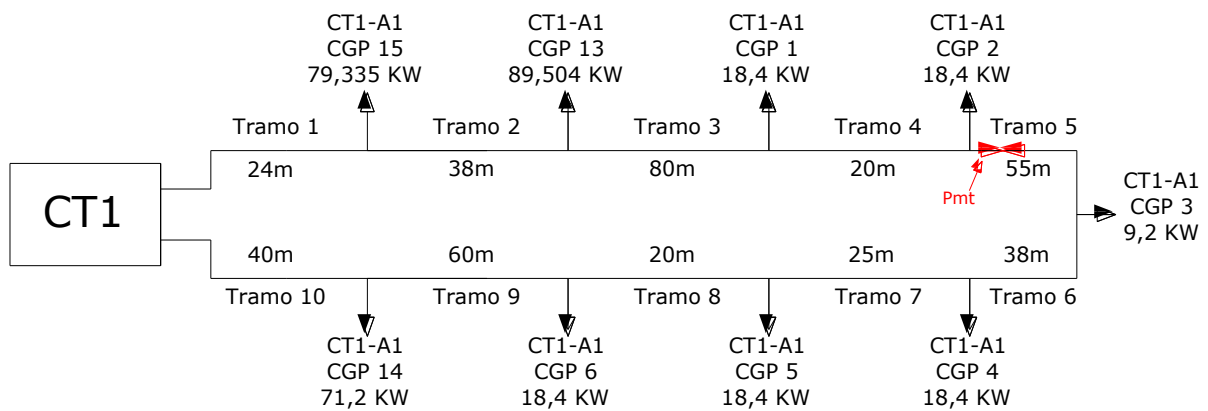 CT1-A1
CGP 15
79,335 KW
CT1-A1
CGP 13
89,504 KW
CT1-A1
CGP 1
18,4 KW
CT1-A1
CGP 2
18,4 KW
Tramo 1
Tramo 2
Tramo 3
Tramo 4
Tramo 5
24m
38m
80m
20m
55m
Pmt
CT1
CT1-A1
CGP 3
9,2 KW
40m
60m
20m
25m
38m
Tramo 10
Tramo 9
Tramo 8
Tramo 7
Tramo 6
CT1-A1
CGP 14
71,2 KW
CT1-A1
CGP 6
18,4 KW
CT1-A1
CGP 5
18,4 KW
CT1-A1
CGP 4
18,4 KW